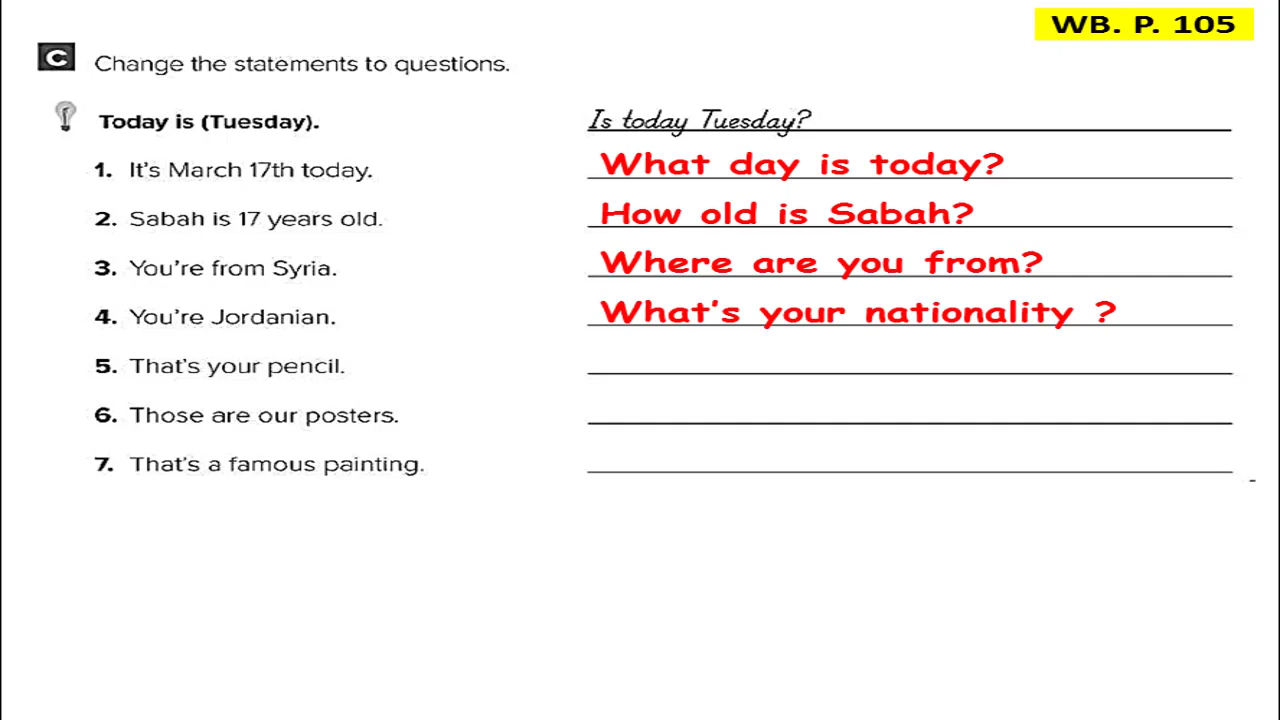 WB. P. 105
C Change the statements to questions.
Today is (Tuesday). Is today Tuesday?
1. It's March 17th today. What day is today?
2. Sabah is 17 years old. How old is Sabah?
3. You're from Syria. Where are you from?
4. You're Jordanian. What's your nationality ?
5. That's your pencil.
6. Those are our posters.
7. That's a famous painting.